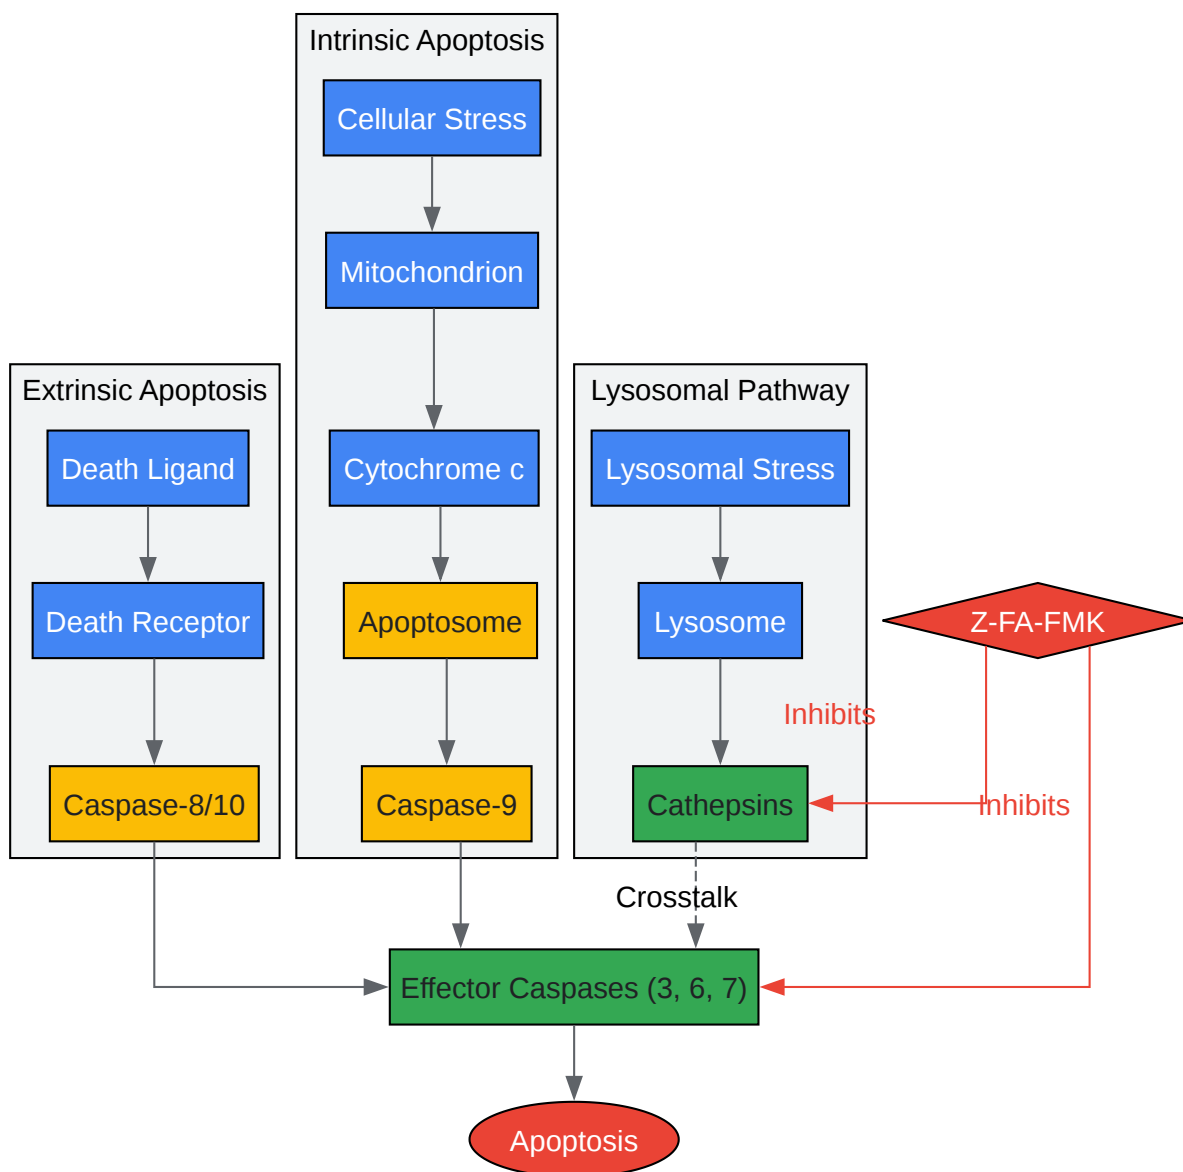 Intrinsic Apoptosis
Cellular Stress
Mitochondrion
Cytochrome c
Apoptosome
Caspase-9
Extrinsic Apoptosis
Death Ligand
Death Receptor
Caspase-8/10
Lysosomal Pathway
Lysosomal Stress
Lysosome
Cathepsins
Z-FA-FMK
Inhibits
Inhibits
Crosstalk
Effector Caspases (3, 6, 7)
Apoptosis